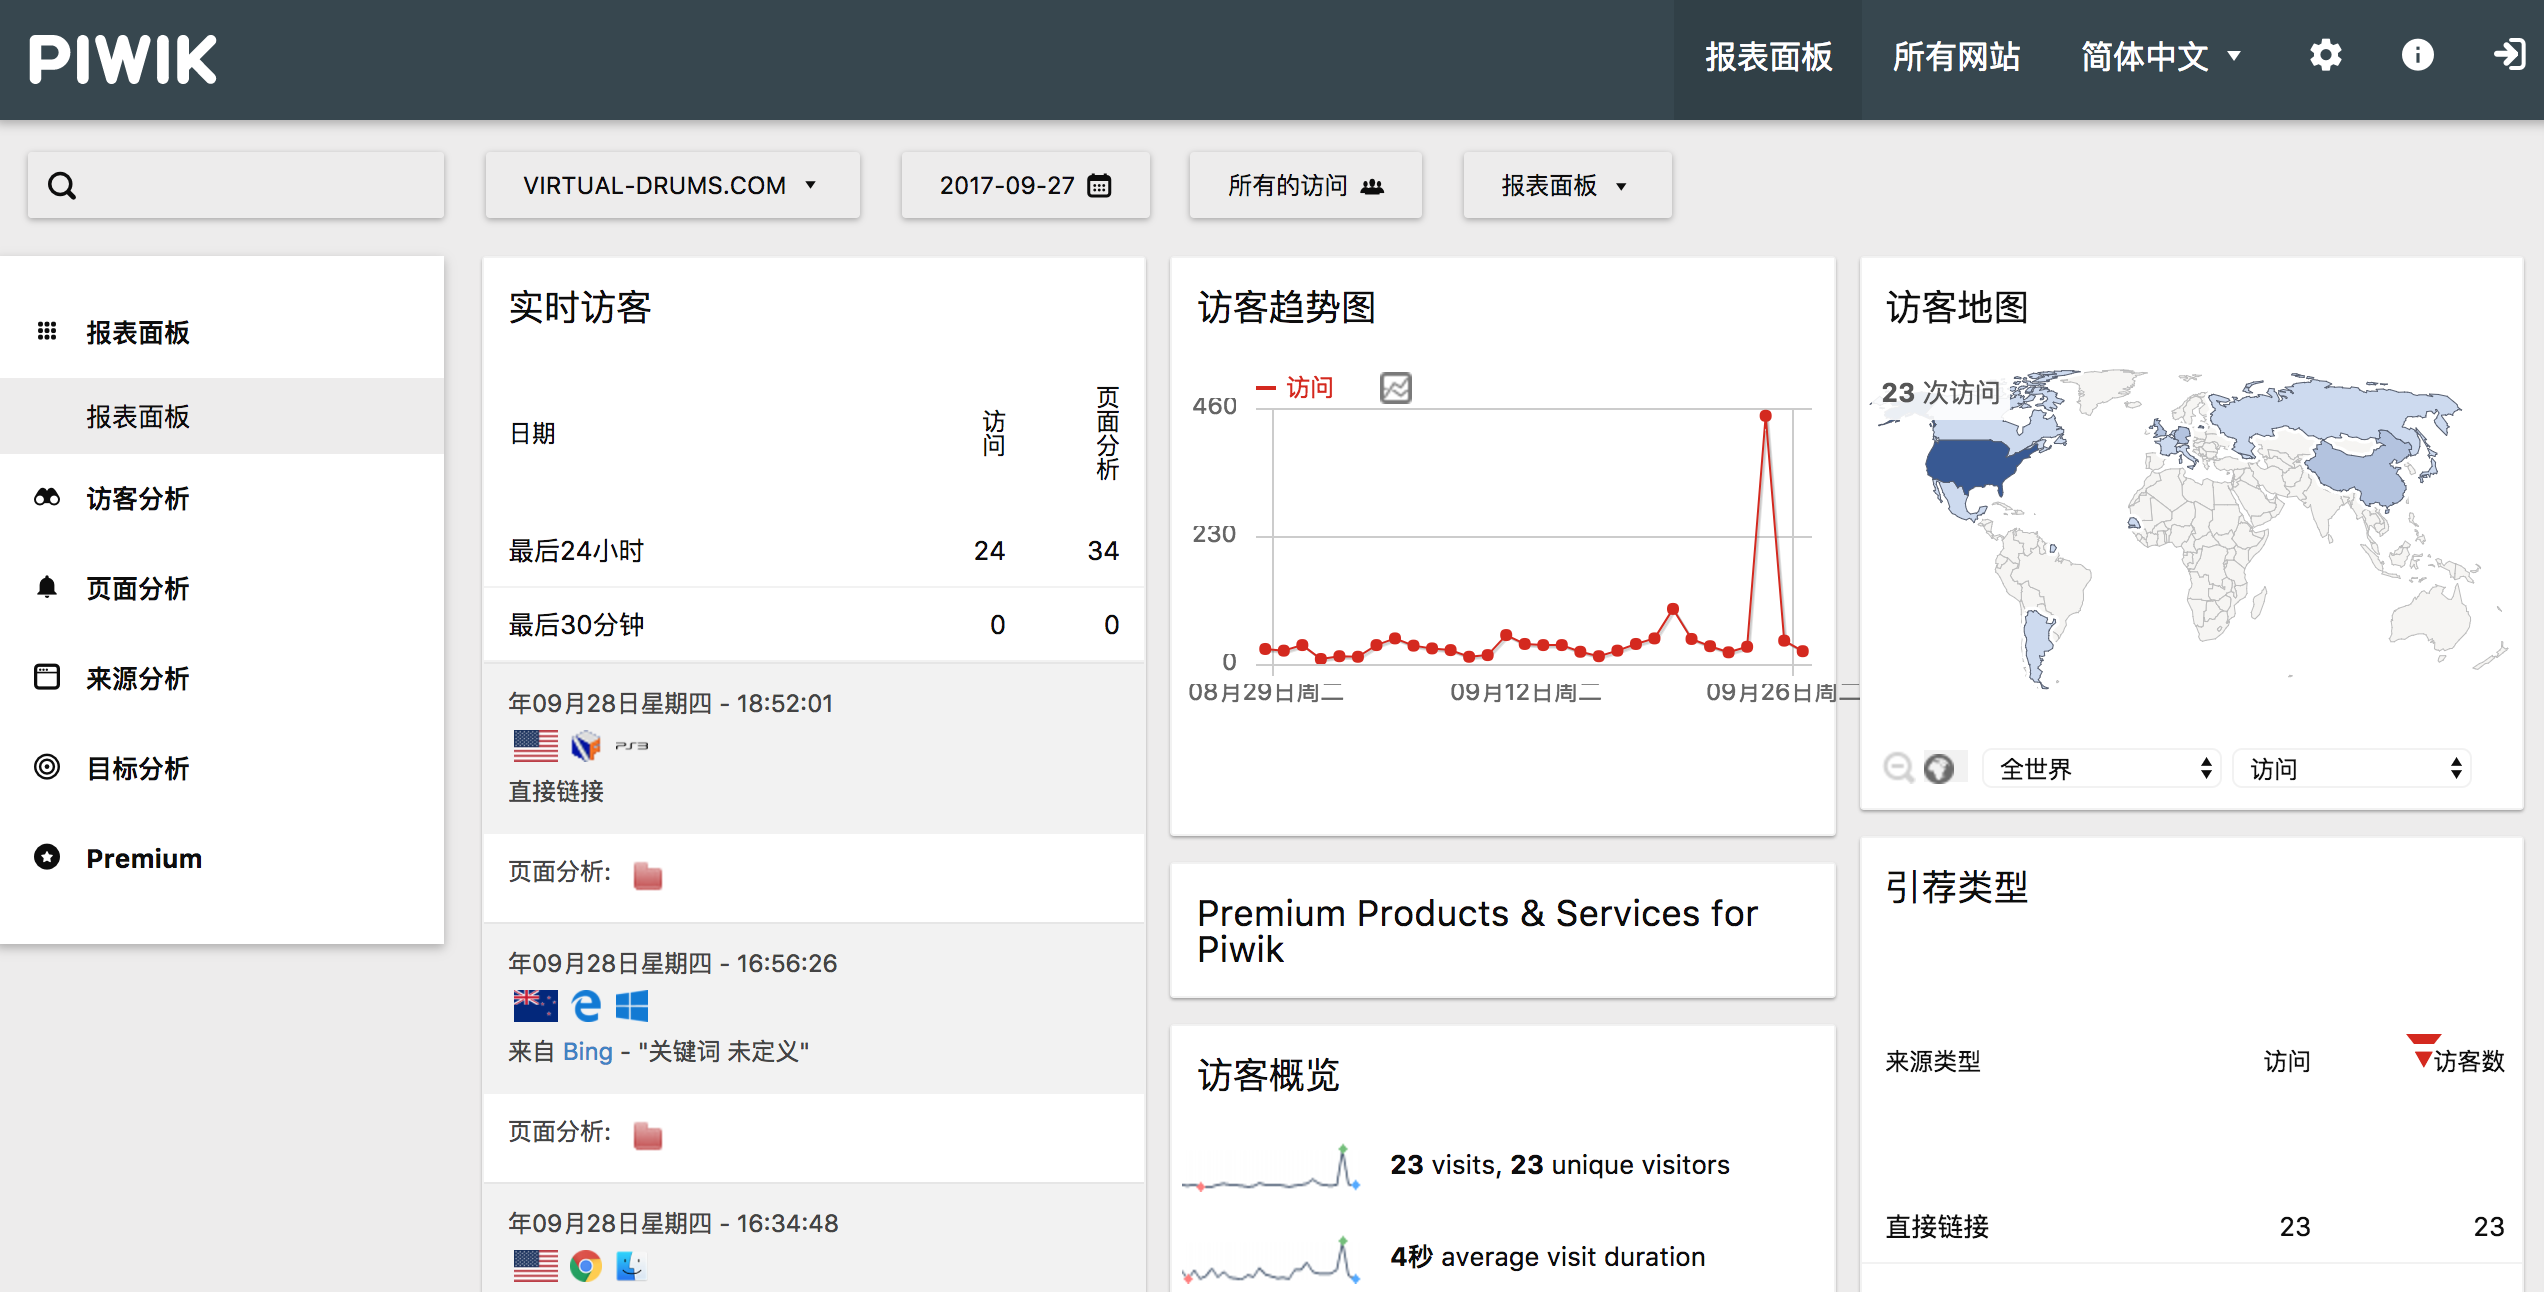 PIWIK
报表面板
所有网站
简体中文
VIRTUAL-DRUMS.COM
2017-09-27
所有的访问
报表面板
报表面板
报表面板
访客分析
页面分析
来源分析
目标分析
Premium
实时访客
日期 访问 页面分析
最后24小时 24 34
最后30分钟 0 0
年09月28日星期四 - 18:52:01
PS3
直接链接
页面分析:
年09月28日星期四 - 16:56:26
来自 Bing - "关键词 未定义"
页面分析:
年09月28日星期四 - 16:34:48
访客趋势图
访问
460
230
0
08月29日周二 09月12日周二 09月26日周二
Premium Products & Services for
Piwik
访客概览
23 visits, 23 unique visitors
4秒 average visit duration
访客地图
23 次访问
全世界
访问
引荐类型
来源类型 访问 访客数
直接链接 23 23